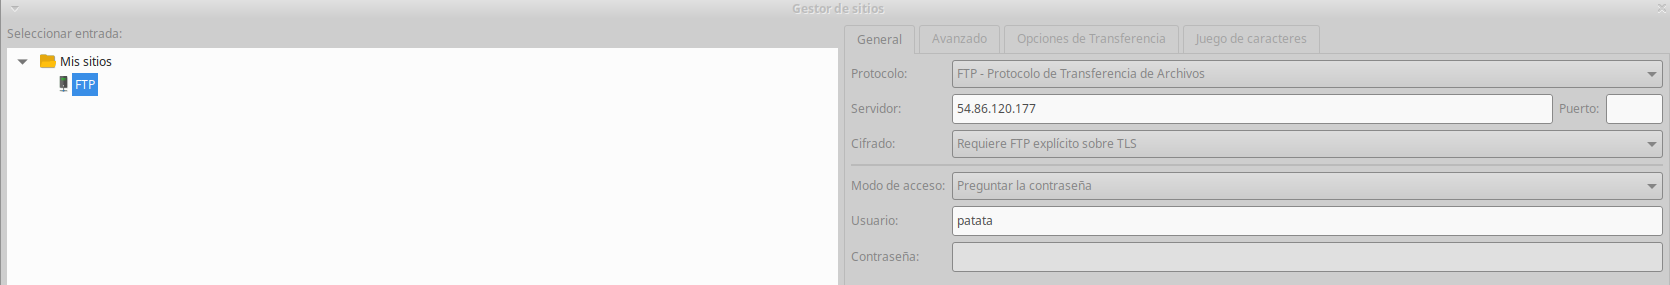 Gestor de sitios
Seleccionar entrada:
Mis sitios
FTP
General Avanzado Opciones de Transferencia Juego de caracteres
Protocolo: FTP - Protocolo de Transferencia de Archivos
Servidor: 54.86.120.177 Puerto:
Cifrado: Requiere FTP explícito sobre TLS
Modo de acceso: Preguntar la contraseña
Usuario: patata
Contraseña: